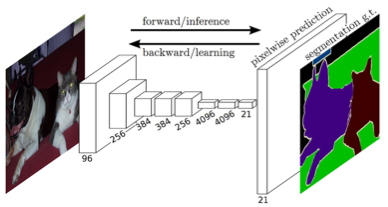 forward/inference
backward/learning
pixelwise prediction
segmentation g.t.
96
256
384
384
256
4096
4096
21
21